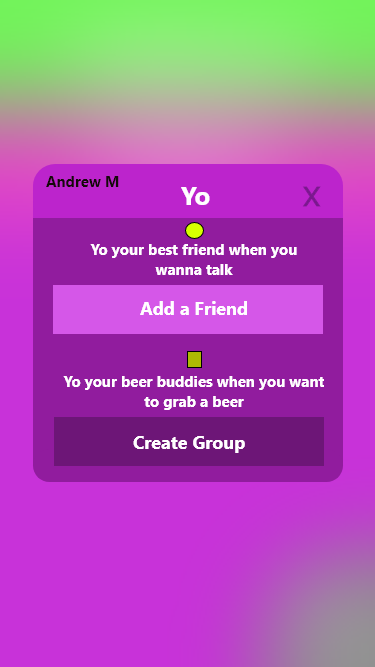 Andrew M
Yo
X
Yo your best friend when you
wanna talk
Add a Friend
Yo your beer buddies when you want
to grab a beer
Create Group